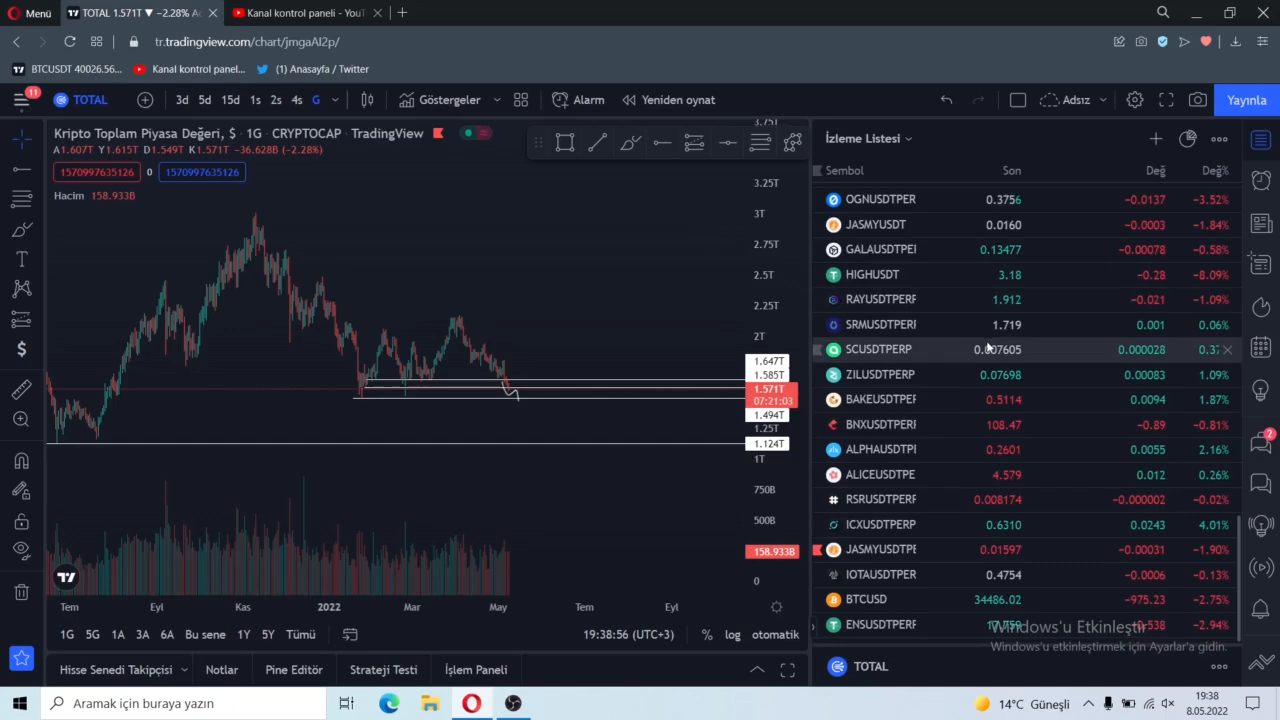 Menü
TOTAL 1.571T ▼ −2.28%
Kanal kontrol paneli - YouT
tr.tradingview.com/chart/jmgaAI2p/
BTCUSDT 40026.56...
Kanal kontrol panel...
(1) Anasayfa / Twitter
11
TOTAL
3d 5d 15d 1s 2s 4s G
Göstergeler
Alarm
Yeniden oynat
Adsız
Yayınla
Kripto Toplam Piyasa Değeri, $ · 1G · CRYPTOCAP · TradingView
A1.607T Y1.615T D1.549T K1.571T −36.628B (−2.28%)
1570997635126 0 1570997635126
Hacim 158.933B
3.75T
3.25T
3T
2.75T
2.5T
2.25T
2T
1.647T
1.585T
1.571T
07:21:03
1.494T
1.25T
1.124T
1T
750B
500B
158.933B
0
Tem Eyl Kas 2022 Mar May Tem Eyl
1G 5G 1A 3A 6A Bu sene 1Y 5Y Tümü
19:38:56 (UTC+3)
% log otomatik
Hisse Senedi Takipçisi
Notlar
Pine Editör
Strateji Testi
İşlem Paneli
İzleme Listesi
Sembol Son Değ Değ%
OGNUSDTPER 0.3756 −0.0137 −3.52%
JASMYUSDT 0.0160 −0.0003 −1.84%
GALAUSDTPEI 0.13477 −0.00078 −0.58%
HIGHUSDT 3.18 −0.28 −8.09%
RAYUSDTPERF 1.912 −0.021 −1.09%
SRMUSDTPERI 1.719 0.001 0.06%
SCUSDTPERP 0.007605 0.000028 0.37
ZILUSDTPERP 0.07698 0.00083 1.09%
BAKEUSDTPEF 0.5114 0.0094 1.87%
BNXUSDTPERI 108.47 −0.89 −0.81%
ALPHAUSDTPI 0.2601 0.0055 2.16%
ALICEUSDTPE 4.579 0.012 0.26%
RSRUSDTPERF 0.008174 −0.000002 −0.02%
ICXUSDTPERP 0.6310 0.0243 4.01%
JASMYUSDTPE 0.01597 −0.00031 −1.90%
IOTAUSDTPER 0.4754 −0.0006 −0.13%
BTCUSD 34486.02 −975.23 −2.75%
ENSUSDTPERF 17.759 −0.538 −2.94%
Windows'u Etkinleştir
Windows'u etkinleştirmek için Ayarlar'a gidin.
TOTAL
2
Aramak için buraya yazın
14°C Güneşli
19:38
8.05.2022